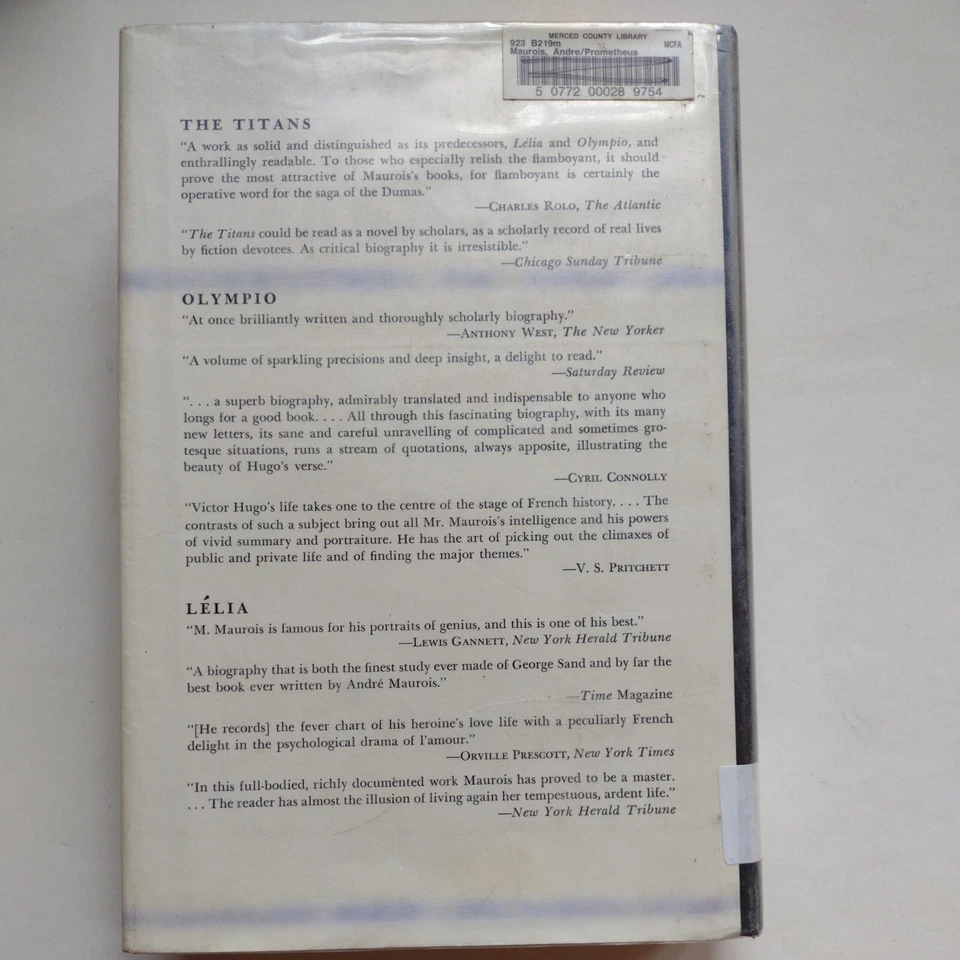 MERCED COUNTY LIBRARY
923 B219m MCFA
Maurois, Andre/Prometheus
5 0772 00028 9754
THE TITANS
“A work as solid and distinguished as its predecessors, Lélia and Olympio, and
enthrallingly readable. To those who especially relish the flamboyant, it should
prove the most attractive of Maurois's books, for flamboyant is certainly the
operative word for the saga of the Dumas.”
—CHARLES ROLO, The Atlantic
“The Titans could be read as a novel by scholars, as a scholarly record of real lives
by fiction devotees. As critical biography it is irresistible.”
—Chicago Sunday Tribune
OLYMPIO
“At once brilliantly written and thoroughly scholarly biography.”
—ANTHONY WEST, The New Yorker
“A volume of sparkling precisions and deep insight, a delight to read.”
—Saturday Review
“. . . a superb biography, admirably translated and indispensable to anyone who
longs for a good book. . . . All through this fascinating biography, with its many
new letters, its sane and careful unravelling of complicated and sometimes gro-
tesque situations, runs a stream of quotations, always apposite, illustrating the
beauty of Hugo's verse.”
—CYRIL CONNOLLY
“Victor Hugo's life takes one to the centre of the stage of French history. . . . The
contrasts of such a subject bring out all Mr. Maurois's intelligence and his powers
of vivid summary and portraiture. He has the art of picking out the climaxes of
public and private life and of finding the major themes.”
—V. S. PRITCHETT
LÉLIA
“M. Maurois is famous for his portraits of genius, and this is one of his best.”
—LEWIS GANNETT, New York Herald Tribune
“A biography that is both the finest study ever made of George Sand and by far the
best book ever written by André Maurois.”
—Time Magazine
“[He records] the fever chart of his heroine's love life with a peculiarly French
delight in the psychological drama of l'amour.”
—ORVILLE PRESCOTT, New York Times
“In this full-bodied, richly documented work Maurois has proved to be a master.
. . . The reader has almost the illusion of living again her tempestuous, ardent life.”
—New York Herald Tribune